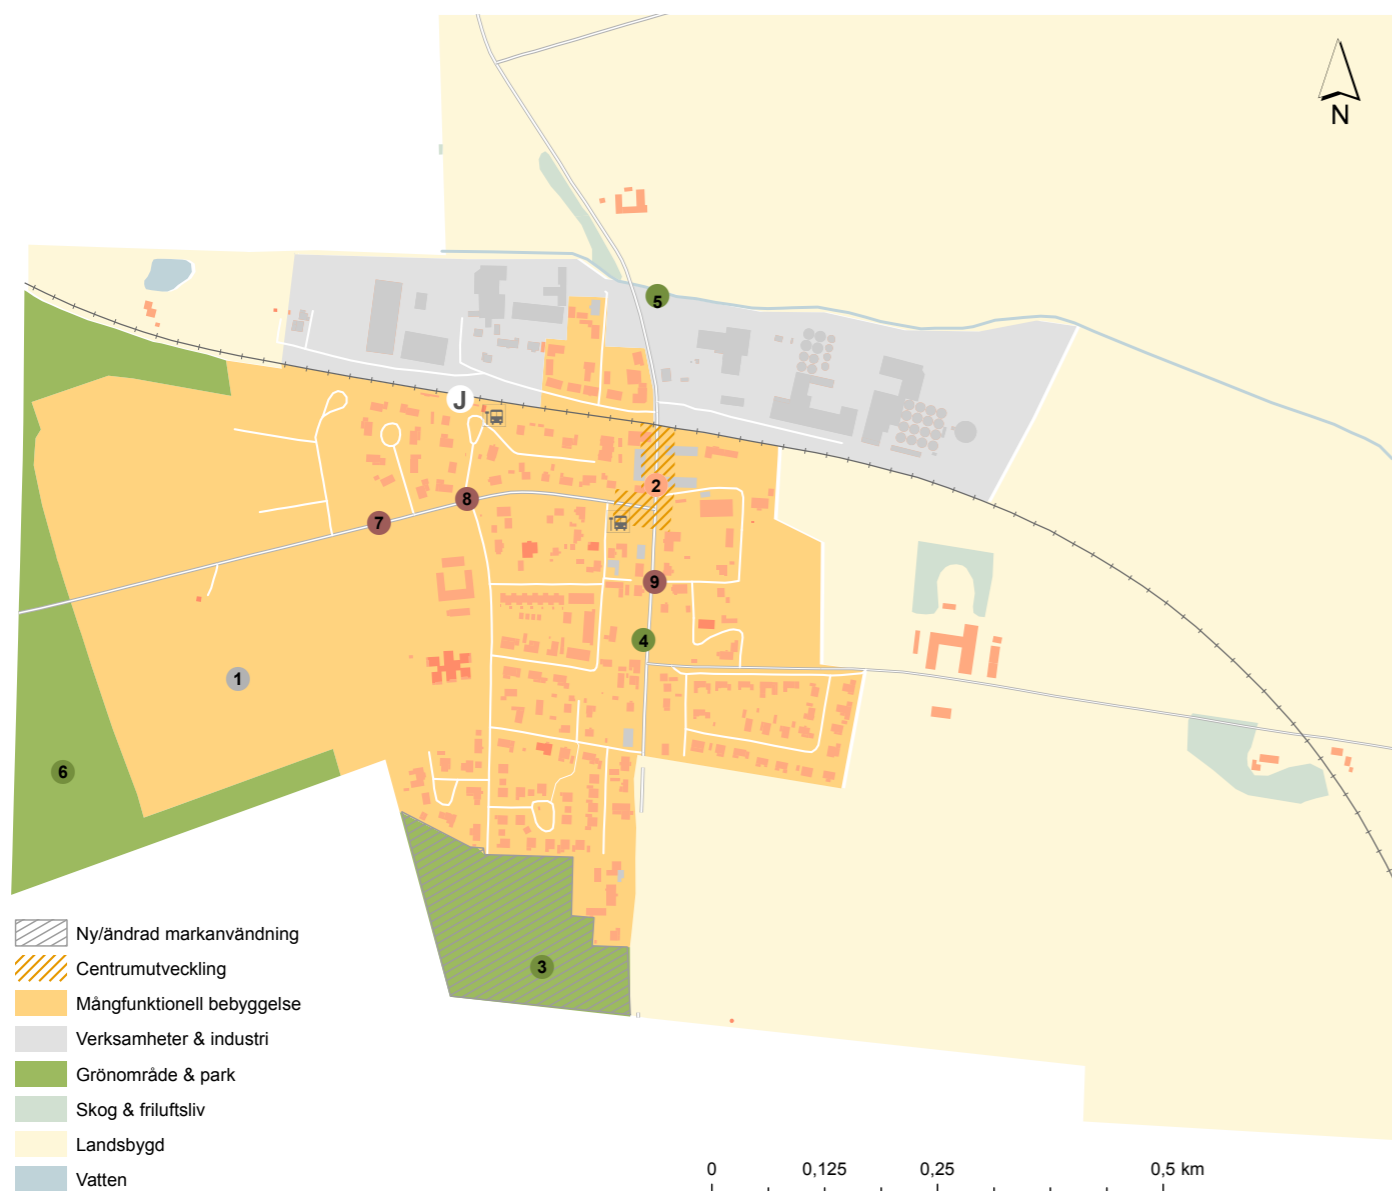 N
5
J
2
8
7
9
4
1
6
3
Ny/ändrad markanvändning
Centrumutveckling
Mångfunktionell bebyggelse
Verksamheter & industri
Grönområde & park
Skog & friluftsliv
Landsbygd
Vatten
0 0,125 0,25 0,5 km